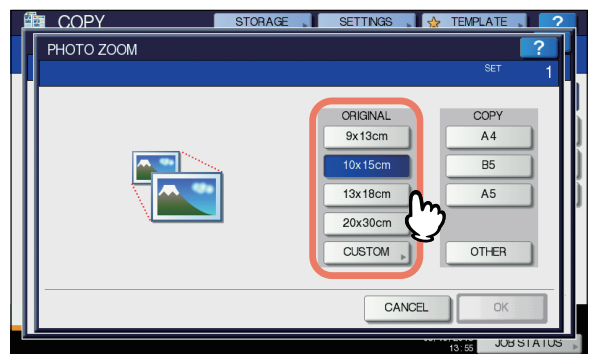 COPY STORAGE SETTINGS TEMPLATE ?
PHOTO ZOOM ?
SET 1
ORIGINAL COPY
9x13cm A4
10x15cm B5
13x18cm A5
20x30cm
CUSTOM OTHER
CANCEL OK
13:55 JOB STATUS